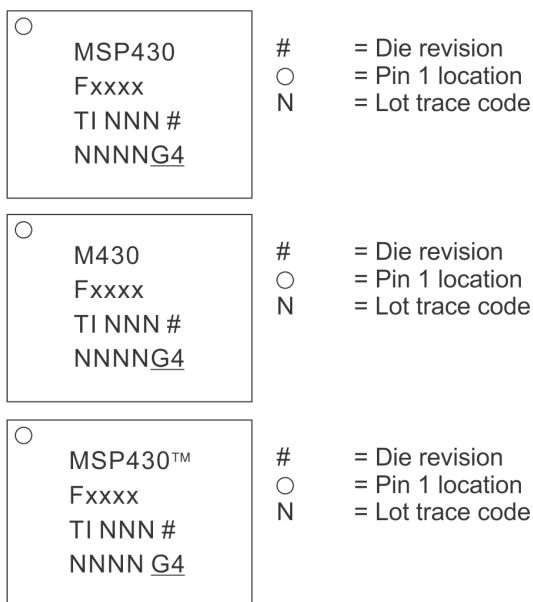 MSP430
Fxxxx
TI NNN #
NNNNG4
# = Die revision
○ = Pin 1 location
N = Lot trace code
M430
Fxxxx
TI NNN #
NNNNG4
# = Die revision
○ = Pin 1 location
N = Lot trace code
MSP430™
Fxxxx
TI NNN #
NNNN G4
# = Die revision
○ = Pin 1 location
N = Lot trace code